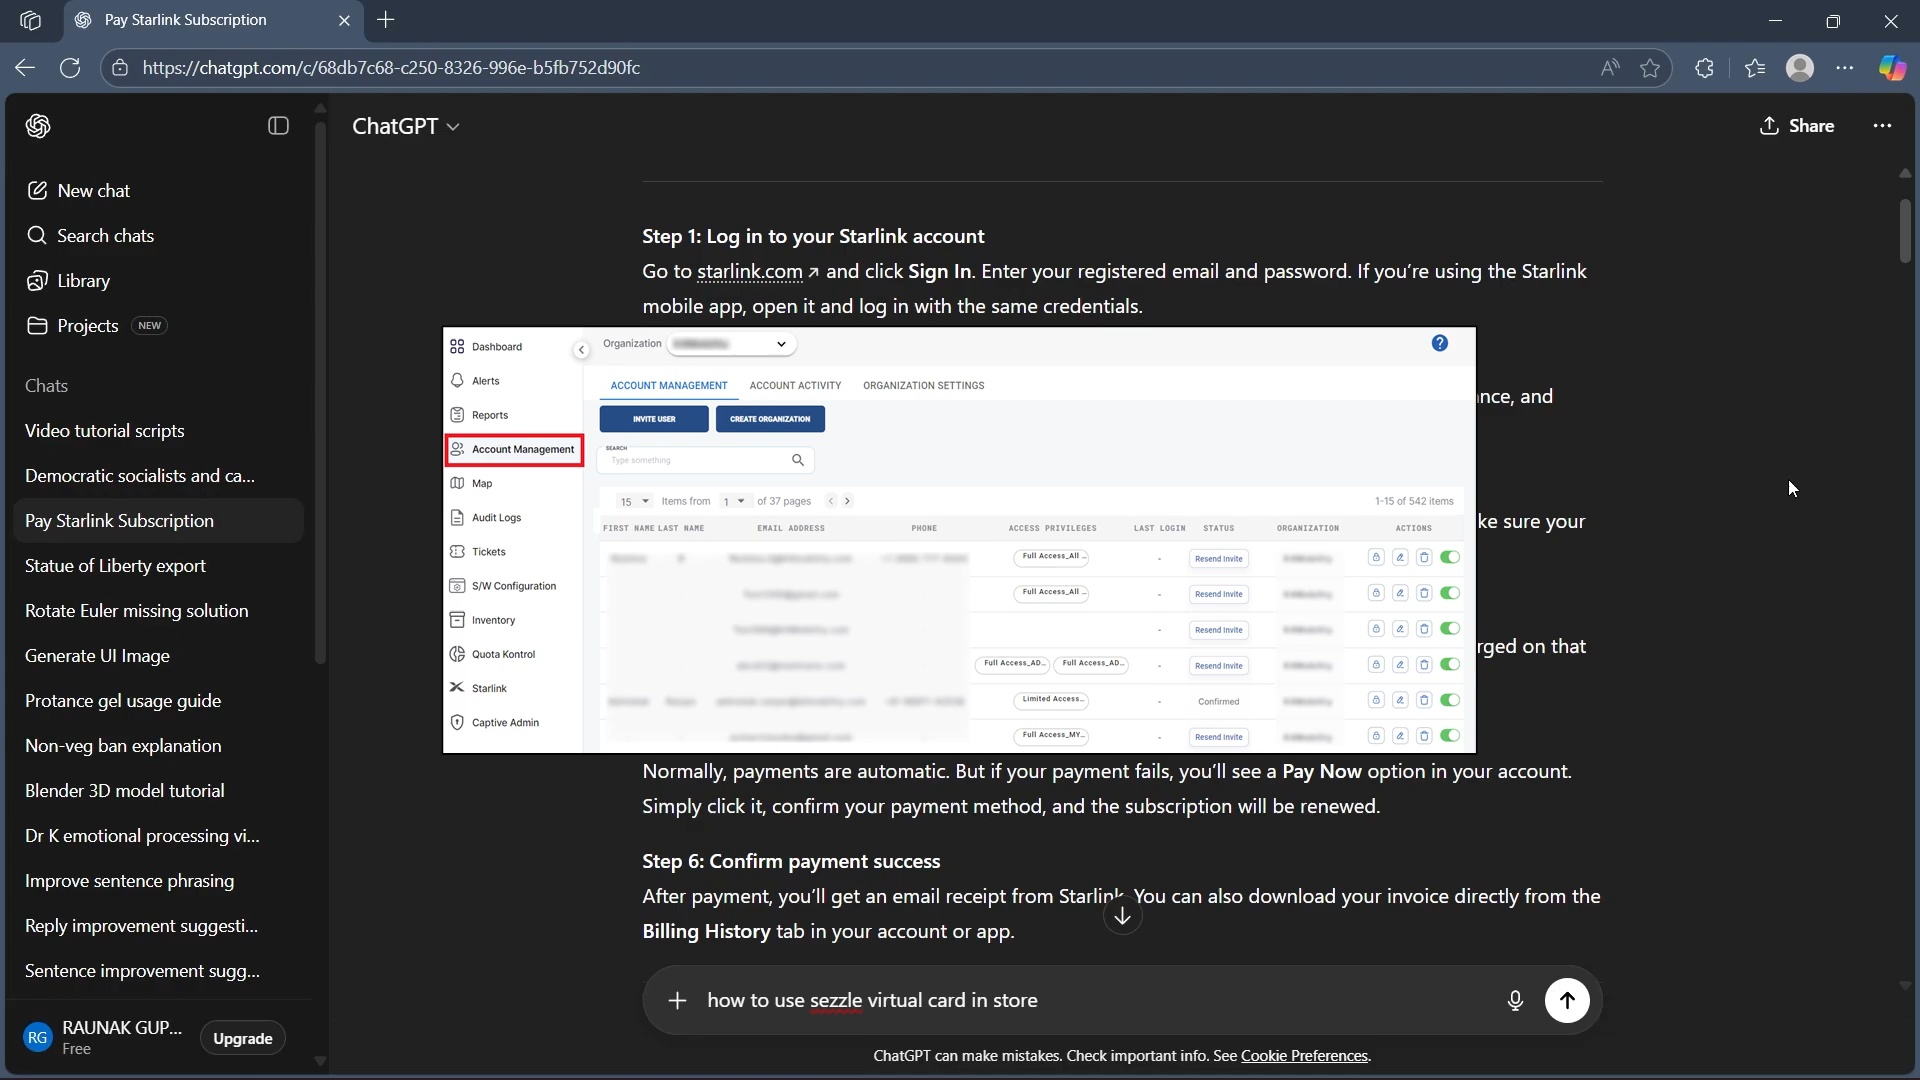 Pay Starlink Subscription
https://chatgpt.com/c/68db7c68-c250-8326-996e-b5fb752d90fc
ChatGPT
Share
New chat
Search chats
Library
Projects NEW
Chats
Video tutorial scripts
Democratic socialists and ca...
Pay Starlink Subscription
Statue of Liberty export
Rotate Euler missing solution
Generate UI Image
Protance gel usage guide
Non-veg ban explanation
Blender 3D model tutorial
Dr K emotional processing vi...
Improve sentence phrasing
Reply improvement suggesti...
Sentence improvement sugg...
RG RAUNAK GUP...
Free
Upgrade
Step 1: Log in to your Starlink account
Go to starlink.com ↗ and click Sign In. Enter your registered email and password. If you're using the Starlink
mobile app, open it and log in with the same credentials.
nce, and
ke sure your
rged on that
Dashboard
Alerts
Reports
Account Management
Map
Audit Logs
Tickets
S/W Configuration
Inventory
Quota Kontrol
Starlink
Captive Admin
Organization
?
ACCOUNT MANAGEMENT ACCOUNT ACTIVITY ORGANIZATION SETTINGS
INVITE USER CREATE ORGANIZATION
SEARCH
Type something
15 Items from 1 of 37 pages 1-15 of 542 items
FIRST NAME LAST NAME EMAIL ADDRESS PHONE ACCESS PRIVILEGES LAST LOGIN STATUS ORGANIZATION ACTIONS
Full Access_All ... - Resend Invite
Full Access_All ... - Resend Invite
- Resend Invite
Full Access_AD... Full Access_AD... - Resend Invite
Limited Access... - Confirmed
Full Access_MY... - Resend Invite
Normally, payments are automatic. But if your payment fails, you'll see a Pay Now option in your account.
Simply click it, confirm your payment method, and the subscription will be renewed.
Step 6: Confirm payment success
After payment, you'll get an email receipt from Starlink. You can also download your invoice directly from the
Billing History tab in your account or app.
how to use sezzle virtual card in store
ChatGPT can make mistakes. Check important info. See Cookie Preferences.